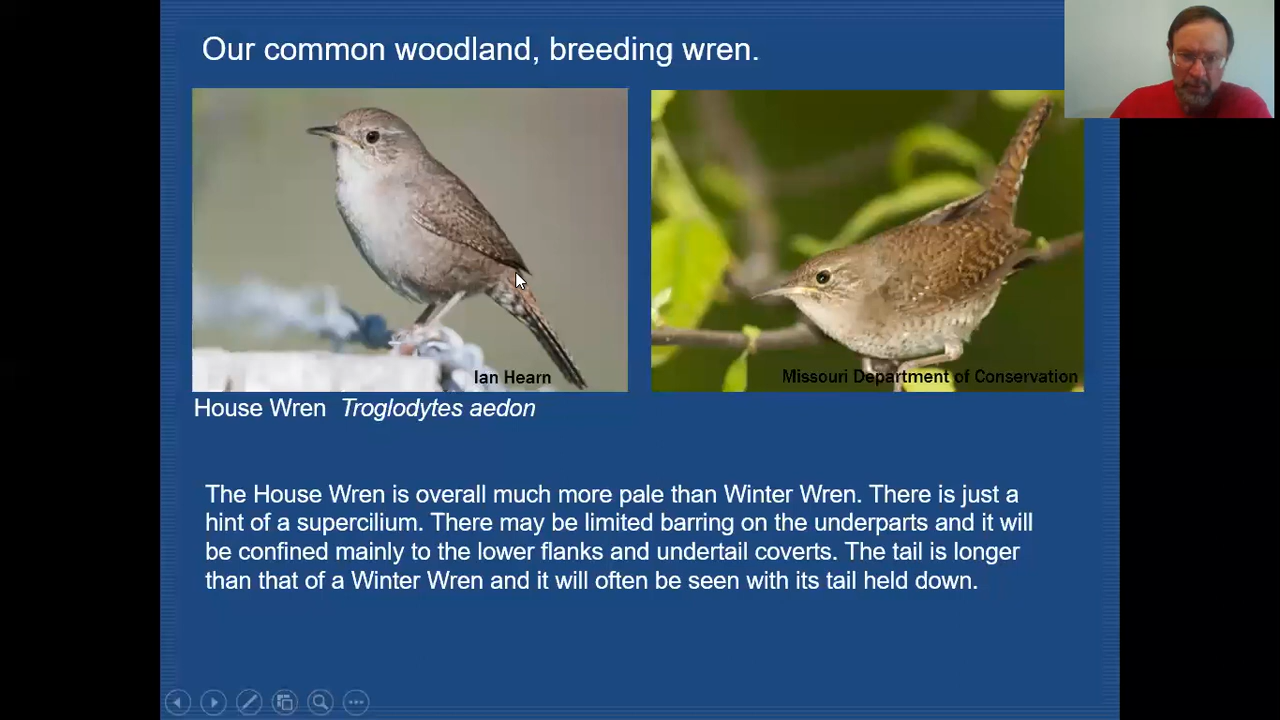 Our common woodland, breeding wren.
Ian Hearn
Missouri Department of Conservation
House Wren Troglodytes aedon
The House Wren is overall much more pale than Winter Wren. There is just a
hint of a supercilium. There may be limited barring on the underparts and it will
be confined mainly to the lower flanks and undertail coverts. The tail is longer
than that of a Winter Wren and it will often be seen with its tail held down.